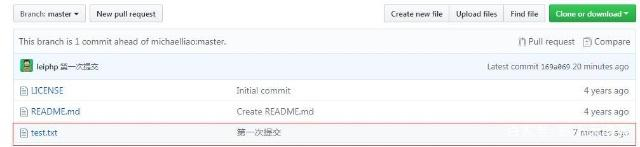 Branch: master New pull request Create new file Upload files Find file Clone or download
This branch is 1 commit ahead of michaelliao:master. Pull request Compare
leiphp 第一次提交 Latest commit 169a069 20 minutes ago
LICENSE Initial commit 4 years ago
README.md Create README.md 4 years ago
test.txt 第一次提交 7 minutes ago